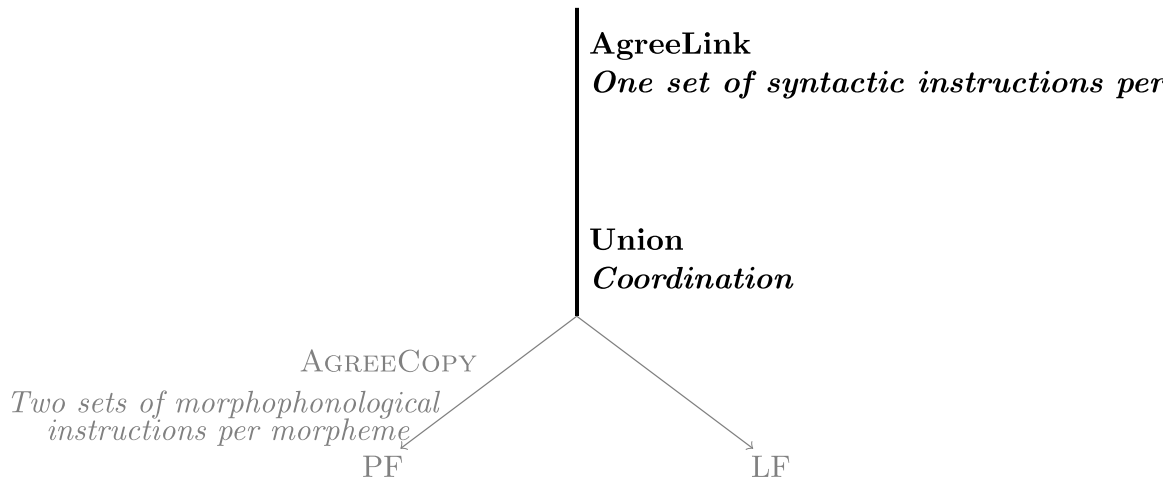 AgreeLink
One set of syntactic instructions per
Union
Coordination
AgreeCopy
Two sets of morphophonological
instructions per morpheme
PF
LF